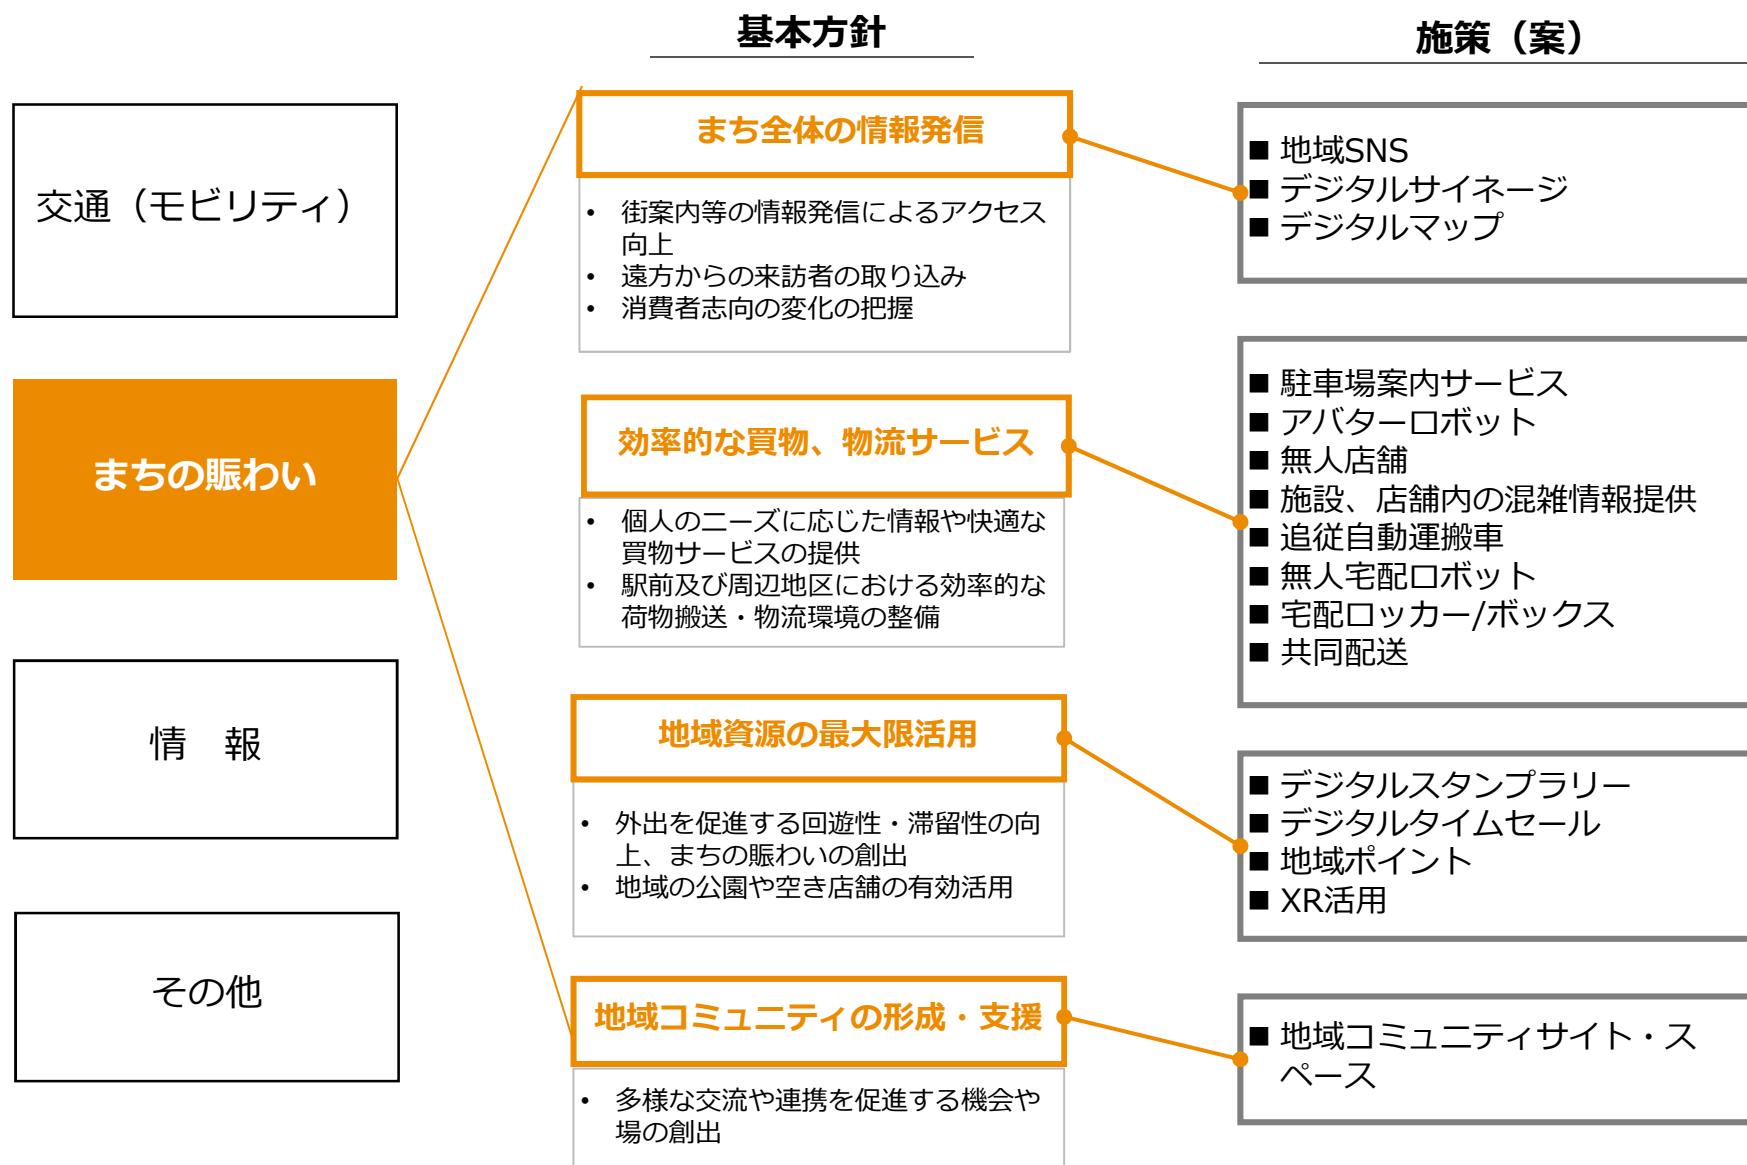 基本方針
施策（案）
交通（モビリティ）
まちの賑わい
情　報
その他
まち全体の情報発信
• 街案内等の情報発信によるアクセス
向上
• 遠方からの来訪者の取り込み
• 消費者志向の変化の把握
■ 地域SNS
■ デジタルサイネージ
■ デジタルマップ
効率的な買物、物流サービス
• 個人のニーズに応じた情報や快適な
買物サービスの提供
• 駅前及び周辺地区における効率的な
荷物搬送・物流環境の整備
■ 駐車場案内サービス
■ アバターロボット
■ 無人店舗
■ 施設、店舗内の混雑情報提供
■ 追従自動運搬車
■ 無人宅配ロボット
■ 宅配ロッカー/ボックス
■ 共同配送
地域資源の最大限活用
• 外出を促進する回遊性・滞留性の向
上、まちの賑わいの創出
• 地域の公園や空き店舗の有効活用
■ デジタルスタンプラリー
■ デジタルタイムセール
■ 地域ポイント
■ XR活用
地域コミュニティの形成・支援
• 多様な交流や連携を促進する機会や
場の創出
■ 地域コミュニティサイト・ス
ペース